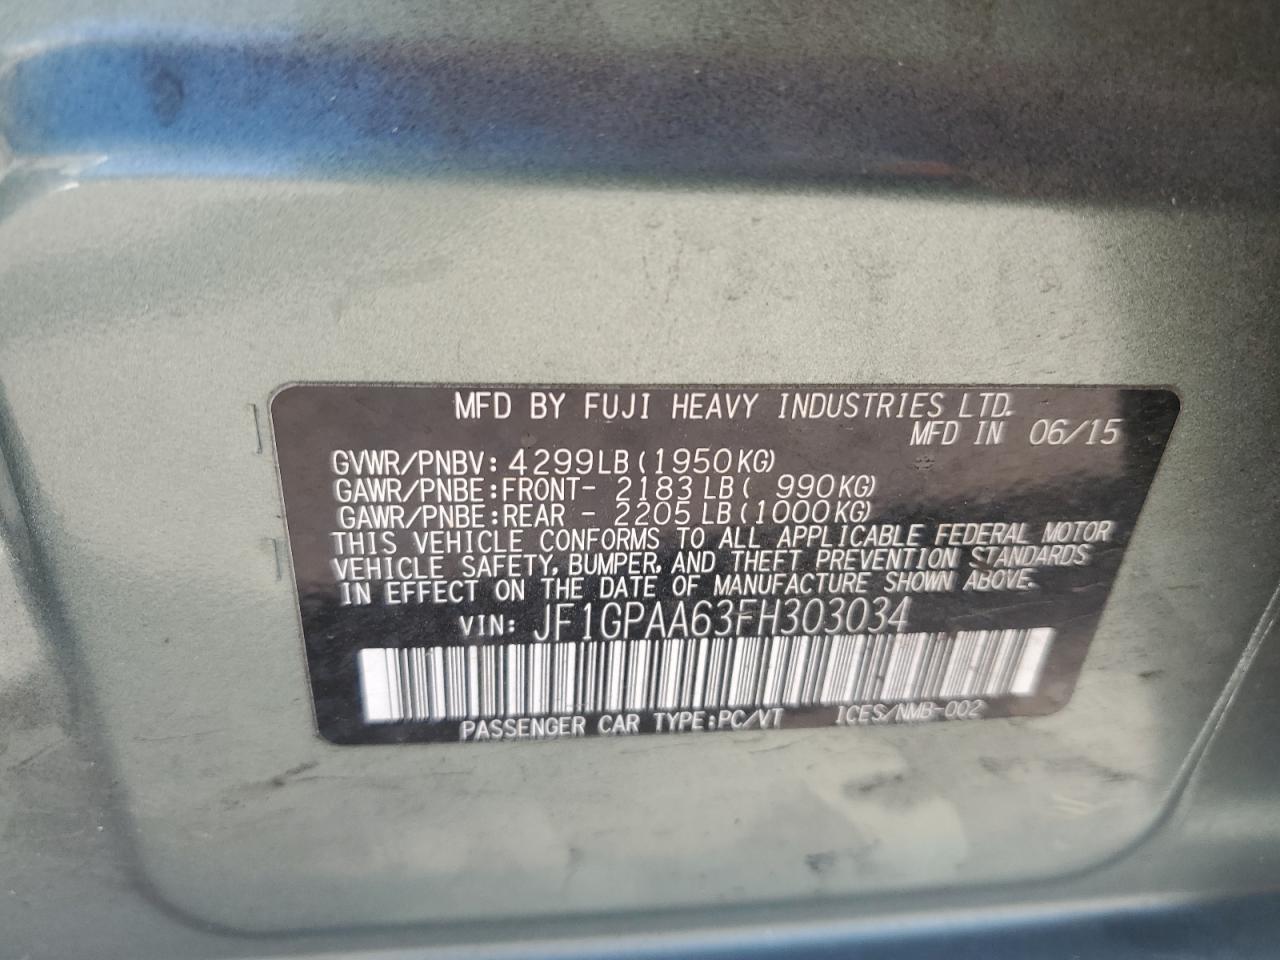 MFD BY FUJI HEAVY INDUSTRIES LTD.
MFD IN 06/15
GVWR/PNBV: 4299LB(1950KG)
GAWR/PNBE:FRONT- 2183LB( 990KG)
GAWR/PNBE:REAR - 2205LB(1000KG)
THIS VEHICLE CONFORMS TO ALL APPLICABLE FEDERAL MOTOR
VEHICLE SAFETY, BUMPER, AND THEFT PREVENTION STANDARDS
IN EFFECT ON THE DATE OF MANUFACTURE SHOWN ABOVE.
VIN: JF1GPAA63FH303034
PASSENGER CAR TYPE:PC/VT ICES/NMB-002